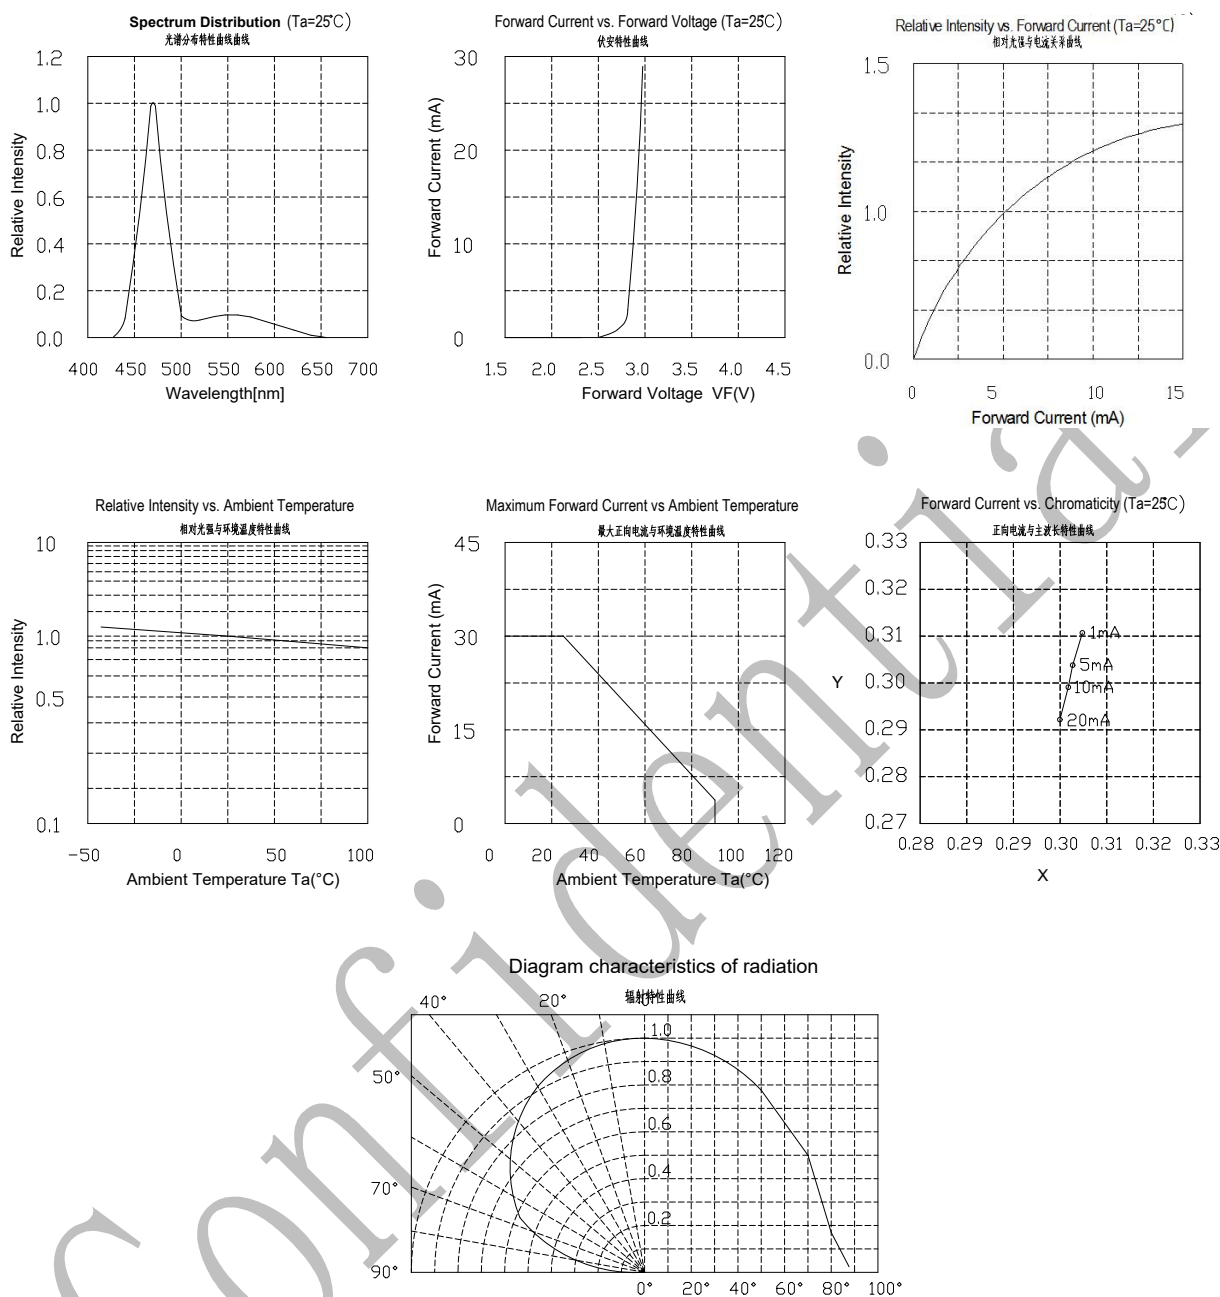 Spectrum Distribution (Ta=25℃)
光谱分布特性曲线曲线
1.2
1.0
0.8
0.6
0.4
0.2
0.0
Relative Intensity
400 450 500 550 600 650 700
Wavelength[nm]
Forward Current vs. Forward Voltage (Ta=25℃)
伏安特性曲线
30
20
10
0
Forward Current (mA)
1.5 2.0 2.5 3.0 3.5 4.0 4.5
Forward Voltage VF(V)
Relative Intensity vs. Forward Current (Ta=25℃)
相对光强与电流关系曲线
1.5
1.0
0.0
Relative Intensity
0 5 10 15
Forward Current (mA)
Relative Intensity vs. Ambient Temperature
相对光强与环境温度特性曲线
10
1.0
0.5
0.1
Relative Intensity
-50 0 50 100
Ambient Temperature Ta(°C)
Maximum Forward Current vs Ambient Temperature
最大正向电流与环境温度特性曲线
45
30
15
0
Forward Current (mA)
0 20 40 60 80 100 120
Ambient Temperature Ta(°C)
Forward Current vs. Chromaticity (Ta=25℃)
正向电流与主波长特性曲线
0.33
0.32
0.31
0.30
0.29
0.28
0.27
Y
1mA
5mA
10mA
20mA
0.28 0.29 0.29 0.30 0.31 0.32 0.33
X
Diagram characteristics of radiation
辐射特性曲线
40° 20° 0°
50°
70°
90°
1.0
0.8
0.6
0.4
0.2
0° 20° 40° 60° 80° 100°
Confidential